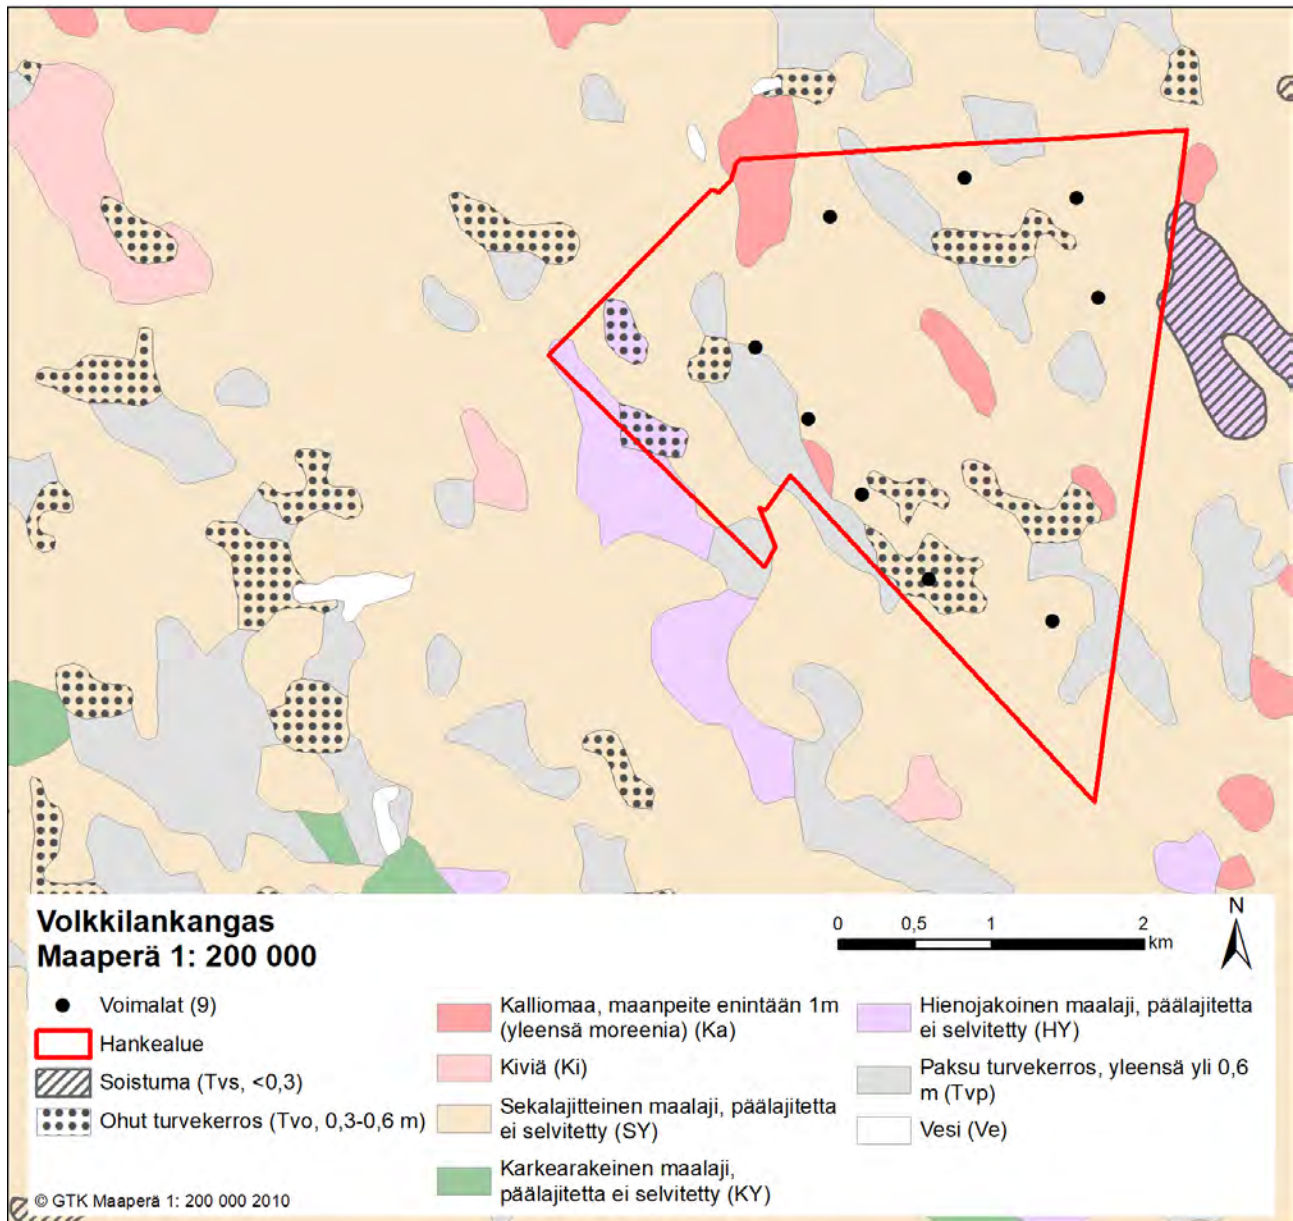 Volkkilankangas
Maaperä 1: 200 000
0 0,5 1 2
km
N
Voimalat (9)
Hankealue
Soistuma (Tvs, <0,3)
Ohut turvekerros (Tvo, 0,3-0,6 m)
Kalliomaa, maanpeite enintään 1m
(yleensä moreenia) (Ka)
Kiviä (Ki)
Sekalajitteinen maalaji, päälajitetta
ei selvitetty (SY)
Karkearakeinen maalaji,
päälajitetta ei selvitetty (KY)
Hienojakoinen maalaji, päälajitetta
ei selvitetty (HY)
Paksu turvekerros, yleensä yli 0,6
m (Tvp)
Vesi (Ve)
© GTK Maaperä 1: 200 000 2010